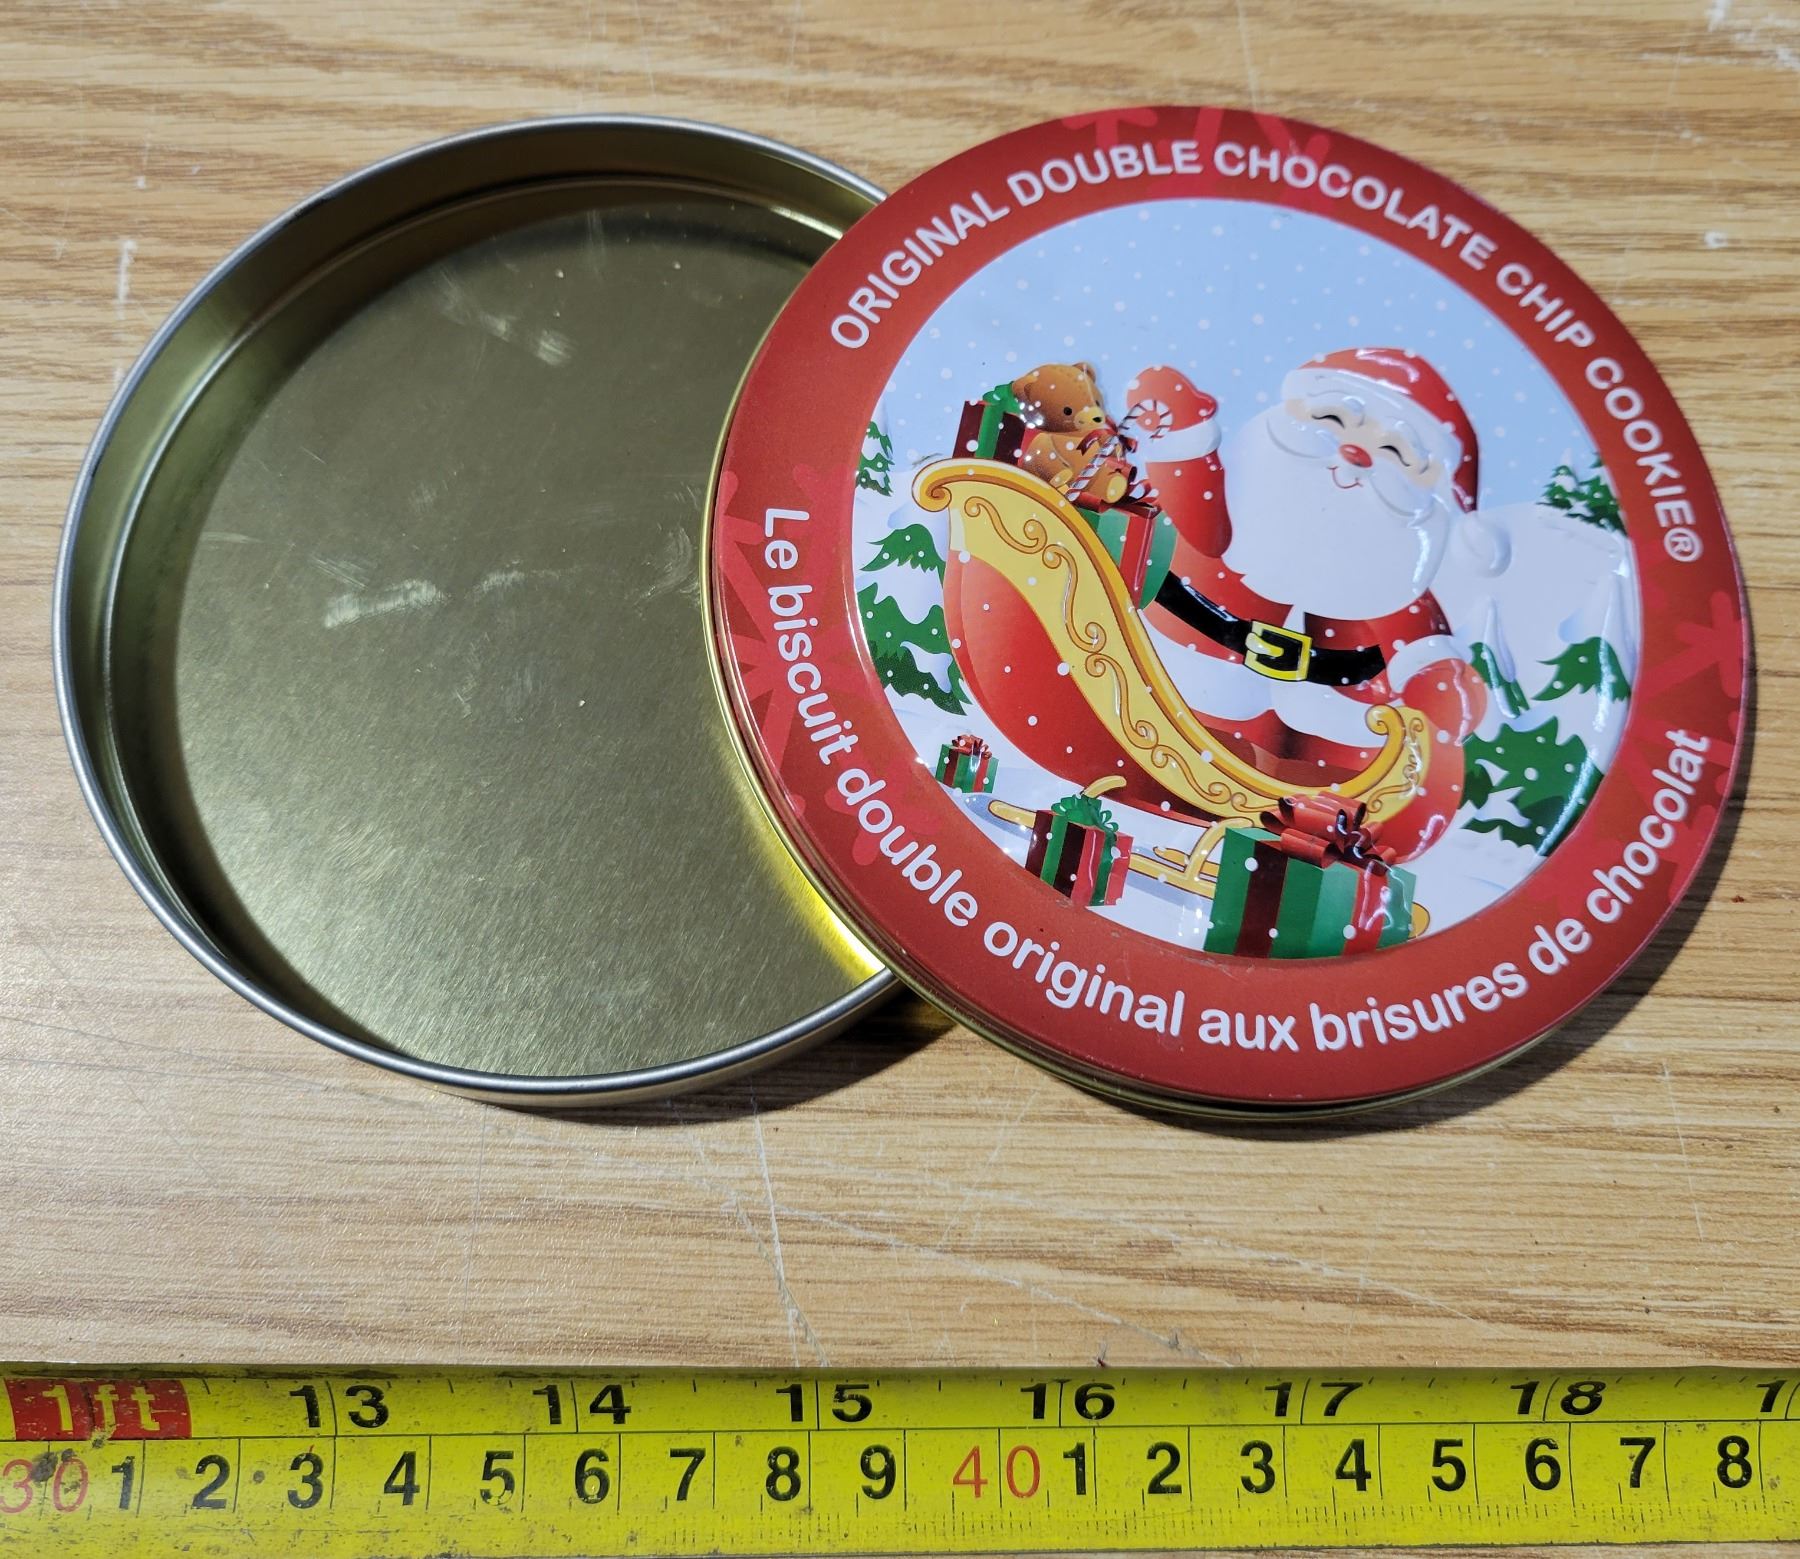 ORIGINAL DOUBLE CHOCOLATE CHIP COOKIE®
Le biscuit double original aux brisures de chocolat
1ft 13 14 15 16 17 18
30 1 2 3 4 5 6 7 8 9 40 1 2 3 4 5 6 7 8